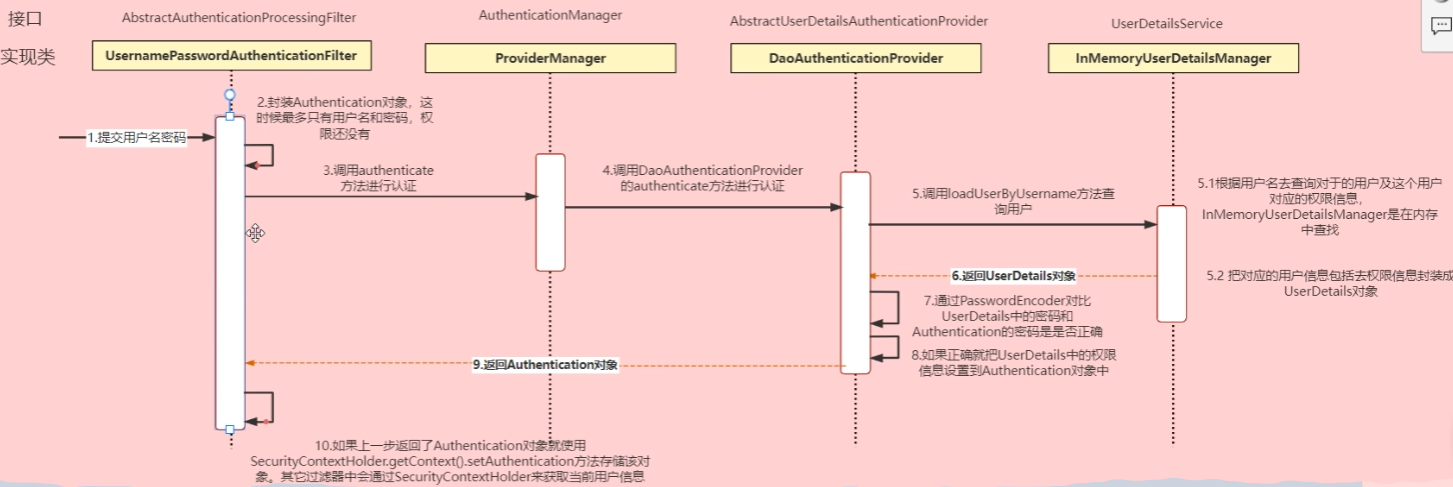 接口
AbstractAuthenticationProcessingFilter
AuthenticationManager
AbstractUserDetailsAuthenticationProvider
UserDetailsService
实现类
UsernamePasswordAuthenticationFilter
ProviderManager
DaoAuthenticationProvider
InMemoryUserDetailsManager
1.提交用户名密码
2.封装Authentication对象，这
时候最多只有用户名和密码，权
限还没有
3.调用authenticate
方法进行认证
4.调用DaoAuthenticationProvider
的authenticate方法进行认证
5.调用loadUserByUsername方法查
询用户
5.1根据用户名去查询对于的用户及这个用户
对应的权限信息，
InMemoryUserDetailsManager是在内存
中查找
5.2 把对应的用户信息包括去权限信息封装成
UserDetails对象
6.返回UserDetails对象
7.通过PasswordEncoder对比
UserDetails中的密码和
Authentication的密码是是否正确
8.如果正确就把UserDetails中的权限
信息设置到Authentication对象中
9.返回Authentication对象
10.如果上一步返回了Authentication对象就使用
SecurityContextHolder.getContext().setAuthentication方法存储该对
象。其它过滤器中会通过SecurityContextHolder来获取当前用户信息